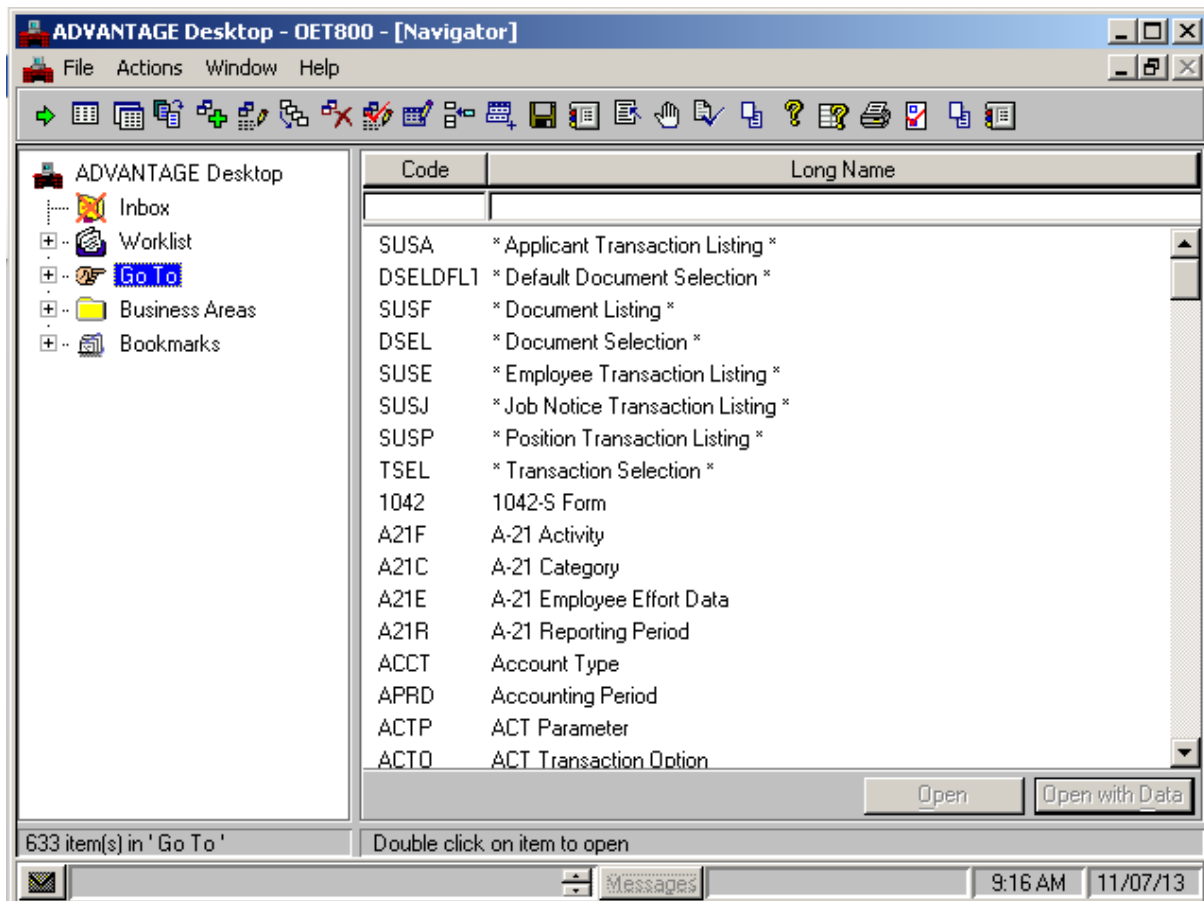 ADVANTAGE Desktop - OET800 - [Navigator]
File Actions Window Help
ADVANTAGE Desktop
Inbox
Worklist
Go To
Business Areas
Bookmarks
Code Long Name
SUSA * Applicant Transaction Listing *
DSELDFLT * Default Document Selection *
SUSF * Document Listing *
DSEL * Document Selection *
SUSE * Employee Transaction Listing *
SUSJ * Job Notice Transaction Listing *
SUSP * Position Transaction Listing *
TSEL * Transaction Selection *
1042 1042-S Form
A21F A-21 Activity
A21C A-21 Category
A21E A-21 Employee Effort Data
A21R A-21 Reporting Period
ACCT Account Type
APRD Accounting Period
ACTP ACT Parameter
ACTO ACT Transaction Option
Open Open with Data
633 item(s) in ' Go To ' Double click on item to open
Messages 9:16 AM 11/07/13